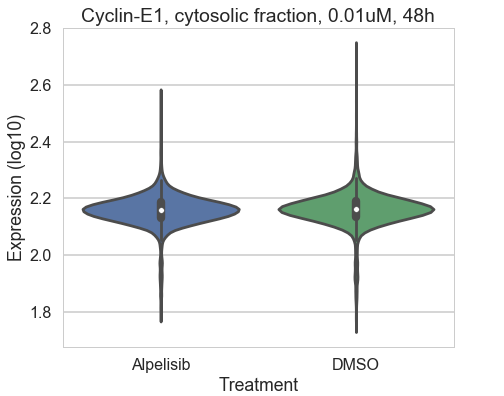 Cyclin-E1, cytosolic fraction, 0.01uM, 48h
2.8
2.6
2.4
2.2
2.0
1.8
Expression (log10)
Alpelisib
DMSO
Treatment